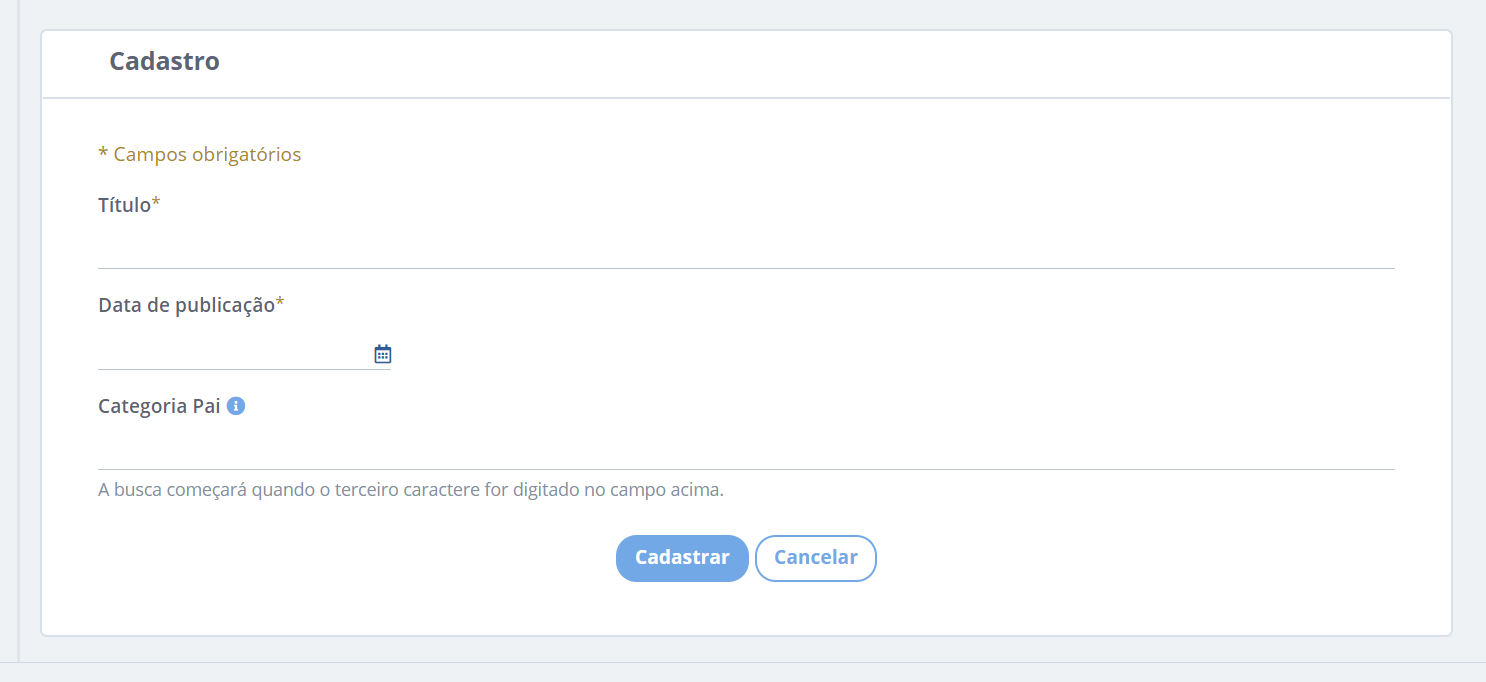 Cadastro
* Campos obrigatórios
Título*
Data de publicação*
Categoria Pai
A busca começará quando o terceiro caractere for digitado no campo acima.
Cadastrar Cancelar